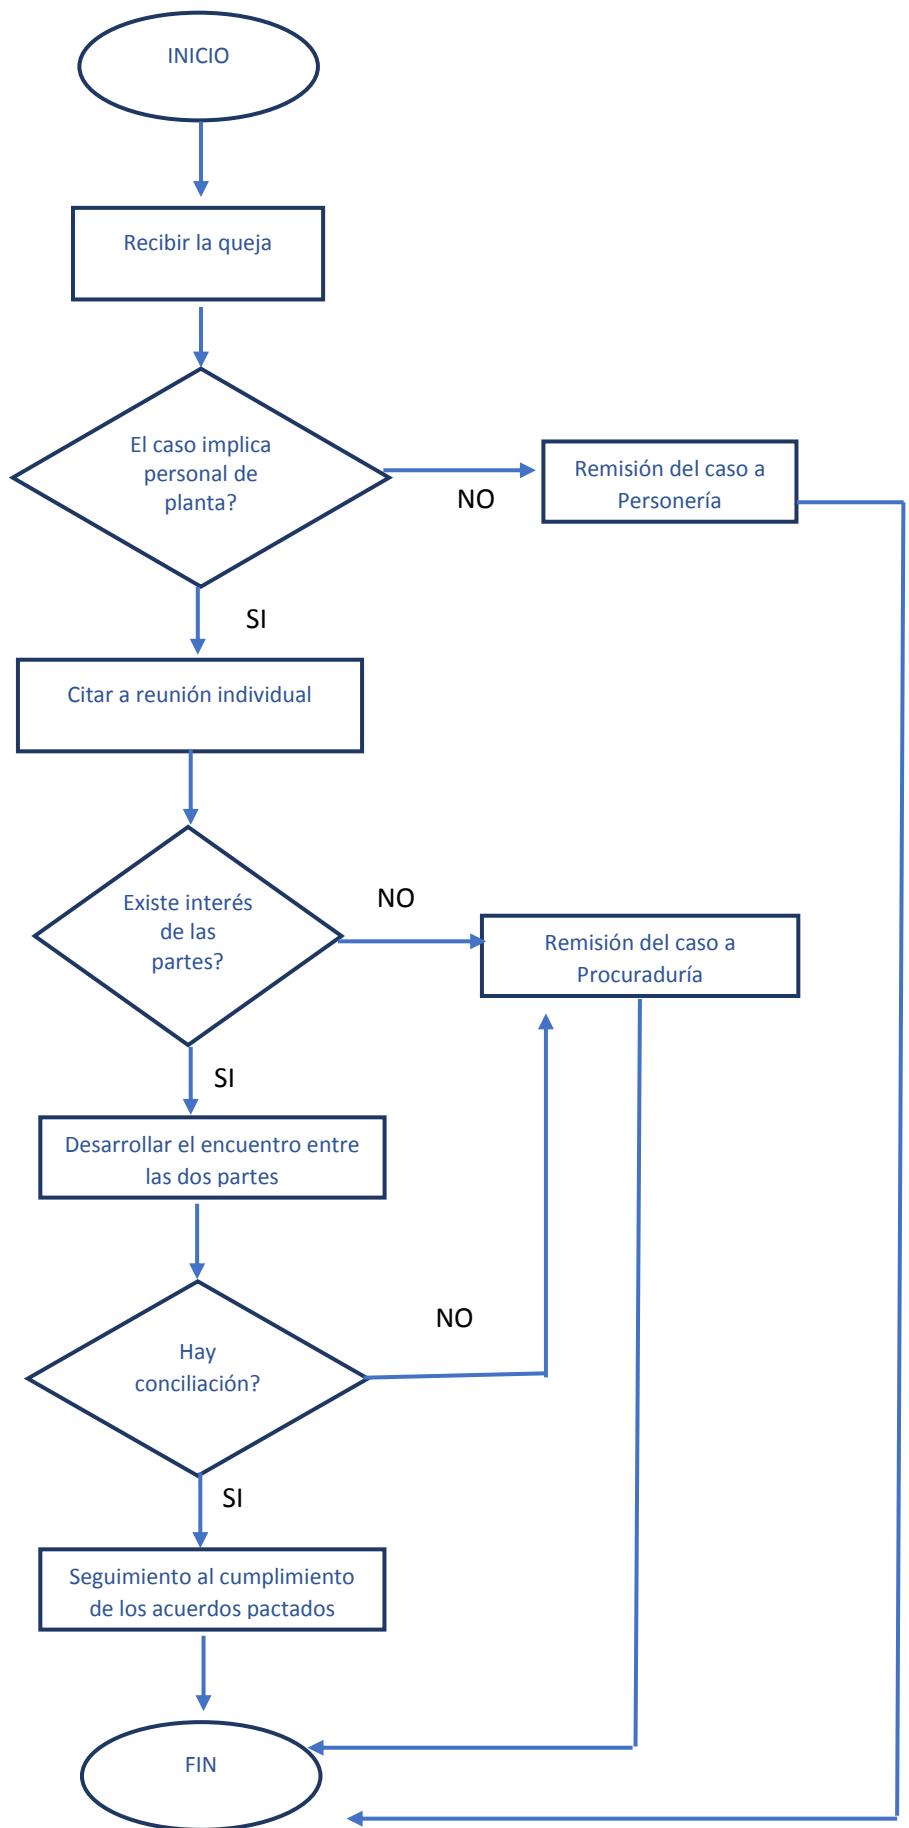 INICIO
Recibir la queja
El caso implica
personal de
planta?
NO
Remisión del caso a
Personería
SI
Citar a reunión individual
Existe interés
de las
partes?
NO
Remisión del caso a
Procuraduría
SI
Desarrollar el encuentro entre
las dos partes
Hay
conciliación?
NO
SI
Seguimiento al cumplimiento
de los acuerdos pactados
FIN